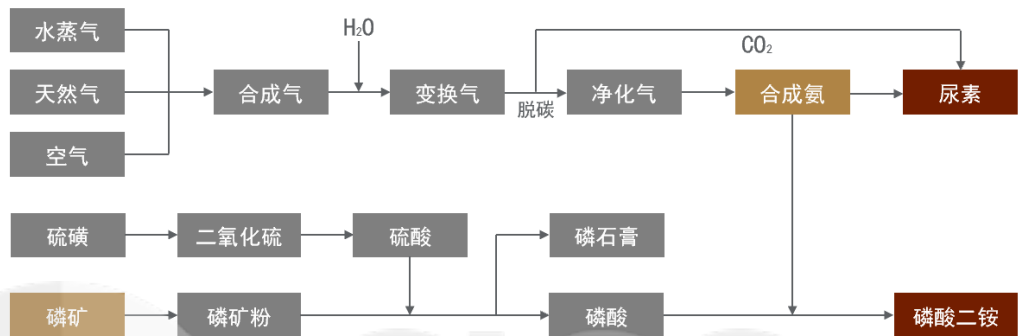 水蒸气
H₂O
CO₂
天然气
合成气
变换气
脱碳
净化气
合成氨
尿素
空气
硫磺
二氧化硫
硫酸
磷石膏
磷矿
磷矿粉
磷酸
磷酸二铵